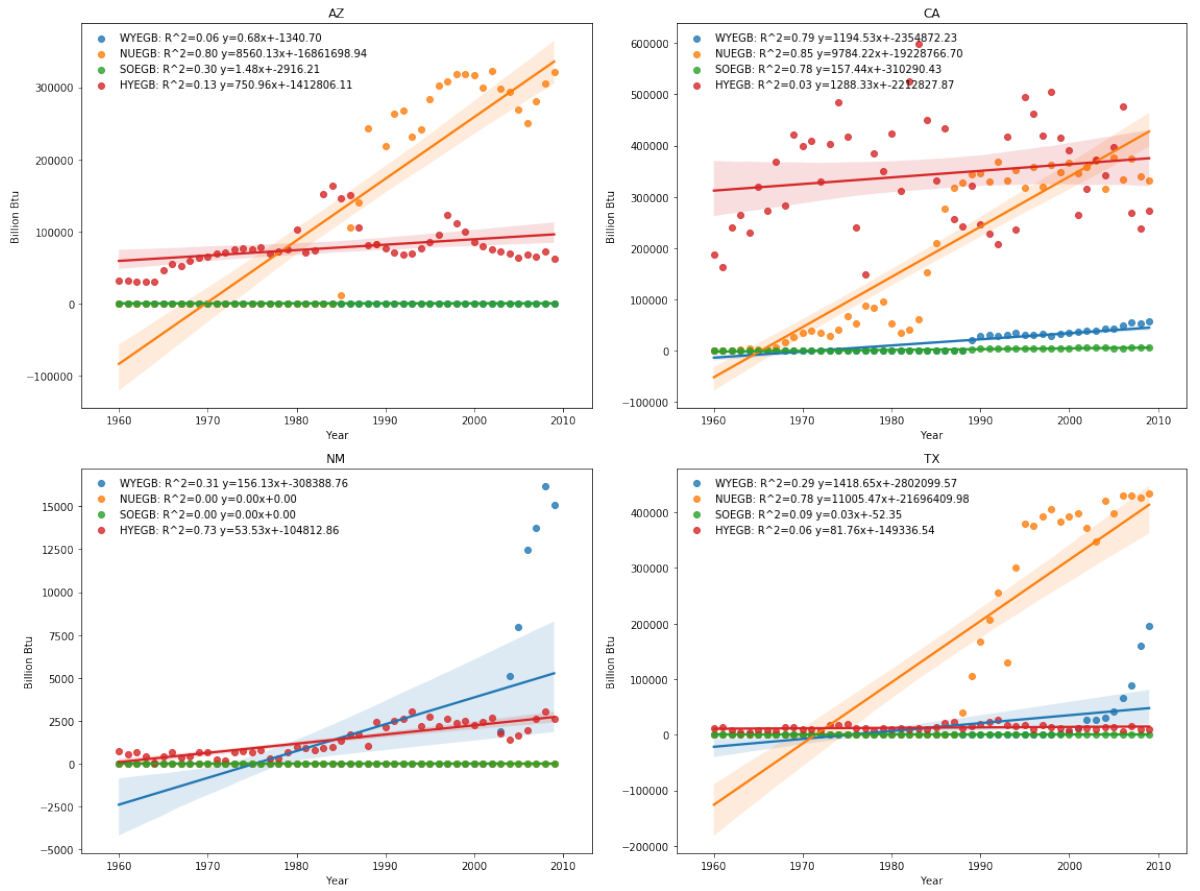 AZ
WYEGB: R^2=0.06 y=0.68x+-1340.70
NUEGB: R^2=0.80 y=8560.13x+-16861698.94
SOEGB: R^2=0.30 y=1.48x+-2916.21
HYEGB: R^2=0.13 y=750.96x+-1412806.11
300000
200000
100000
0
−100000
Billion Btu
1960 1970 1980 1990 2000 2010
Year
CA
WYEGB: R^2=0.79 y=1194.53x+-2354872.23
NUEGB: R^2=0.85 y=9784.22x+-19228766.70
SOEGB: R^2=0.78 y=157.44x+-310290.43
HYEGB: R^2=0.03 y=1288.33x+-2212827.87
600000
500000
400000
300000
200000
100000
0
−100000
Billion Btu
1960 1970 1980 1990 2000 2010
Year
NM
WYEGB: R^2=0.31 y=156.13x+-308388.76
NUEGB: R^2=0.00 y=0.00x+0.00
SOEGB: R^2=0.00 y=0.00x+0.00
HYEGB: R^2=0.73 y=53.53x+-104812.86
15000
12500
10000
7500
5000
2500
0
−2500
−5000
Billion Btu
1960 1970 1980 1990 2000 2010
Year
TX
WYEGB: R^2=0.29 y=1418.65x+-2802099.57
NUEGB: R^2=0.78 y=11005.47x+-21696409.98
SOEGB: R^2=0.09 y=0.03x+-52.35
HYEGB: R^2=0.06 y=81.76x+-149336.54
400000
300000
200000
100000
0
−100000
−200000
Billion Btu
1960 1970 1980 1990 2000 2010
Year